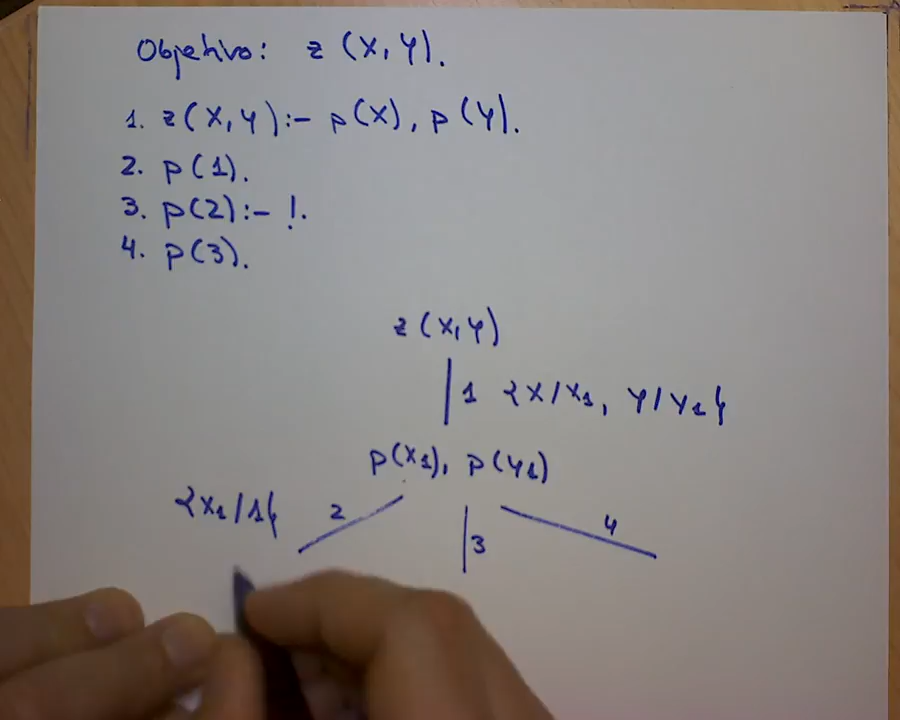 Objetivo: z (X, Y).
1. z(X,Y):- p(X), p(Y).
2. p(1).
3. p(2):- !.
4. p(3).
z (X,Y)
1 {X/X1, Y/Y1}
p(X1), p(Y1)
{X1/1}
2
3
4